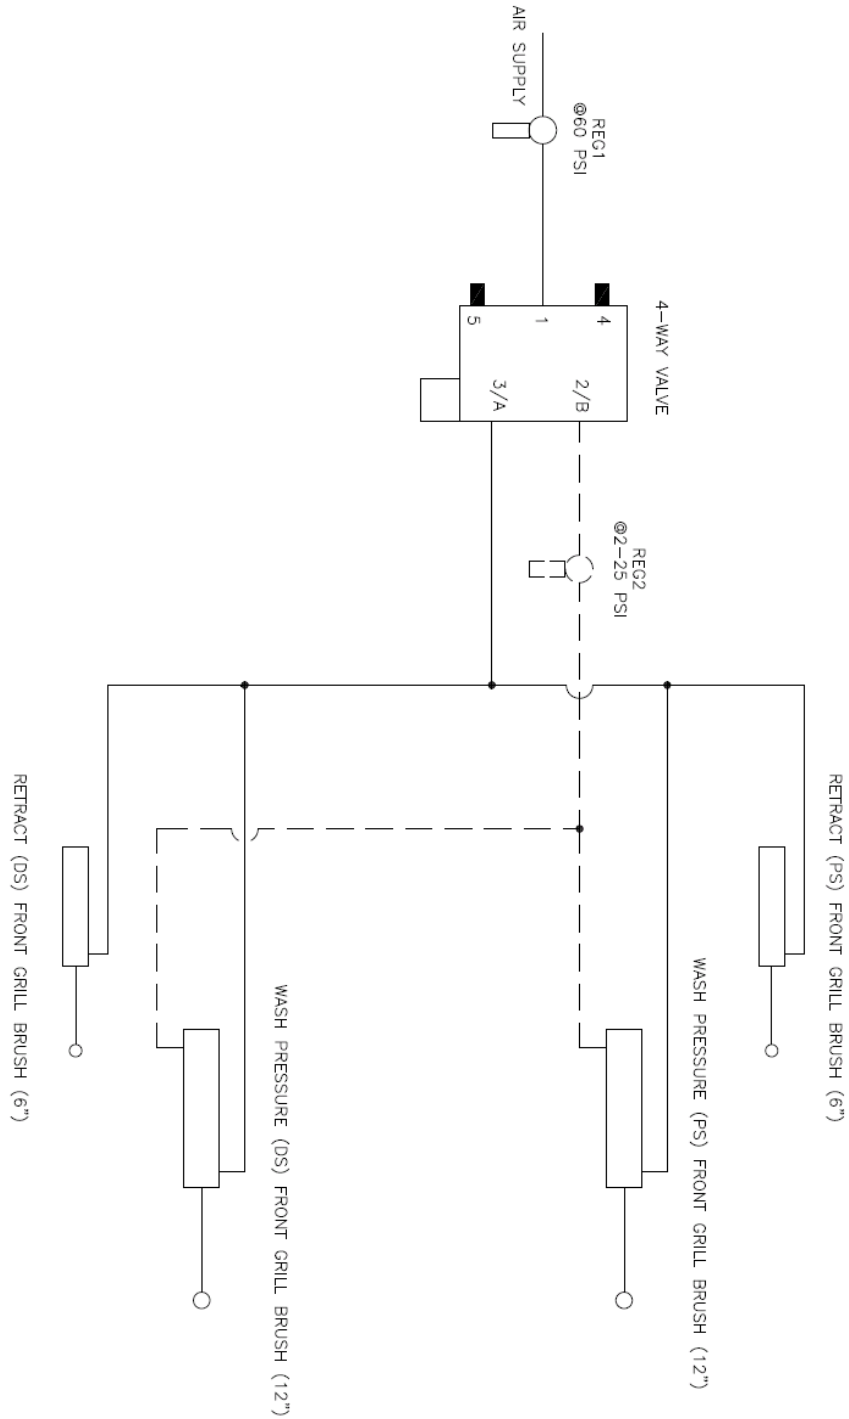 AIR SUPPLY
REG1
@60 PSI
4-WAY VALVE
4
1
5
2/B
3/A
REG2
@2-25 PSI
RETRACT (PS) FRONT GRILL BRUSH (6")
WASH PRESSURE (PS) FRONT GRILL BRUSH (12")
WASH PRESSURE (DS) FRONT GRILL BRUSH (12")
RETRACT (DS) FRONT GRILL BRUSH (6")